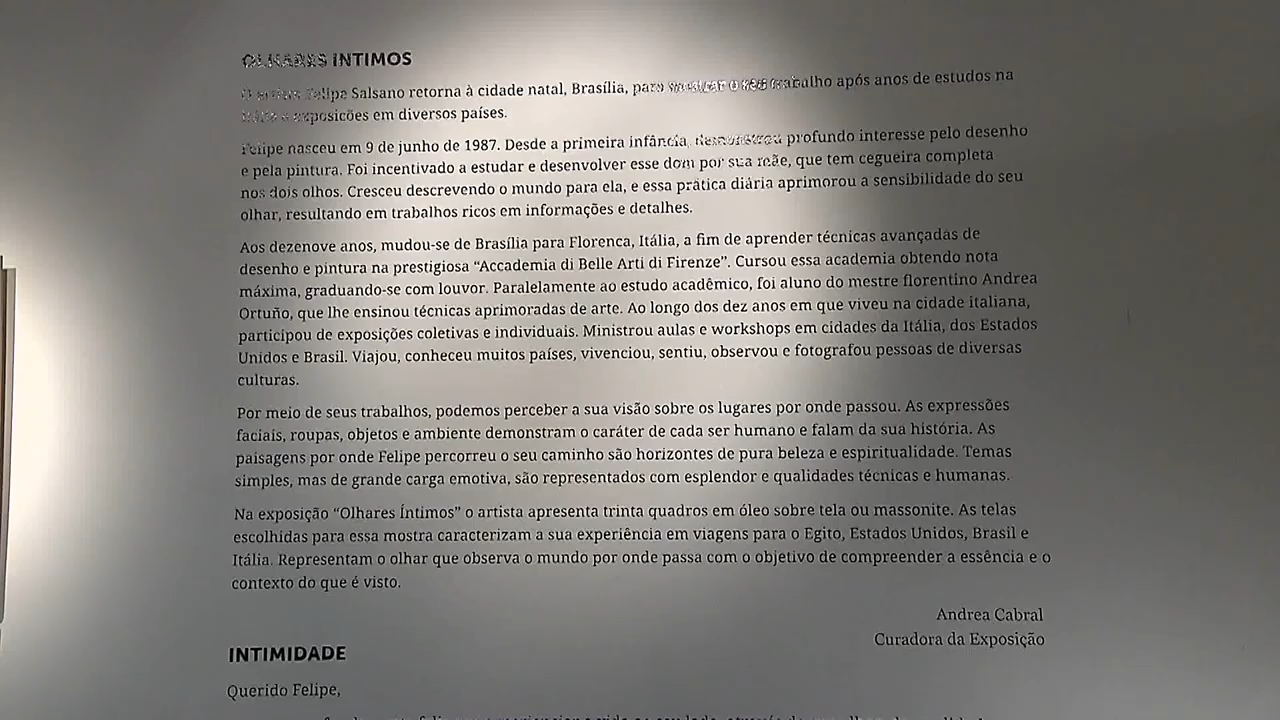 OLHARES INTIMOS
O artista Felipe Salsano retorna à cidade natal, Brasília, para mostrar o seu trabalho após anos de estudos na
Itália e exposicões em diversos países.
Felipe nasceu em 9 de junho de 1987. Desde a primeira infância, demonstrou profundo interesse pelo desenho
e pela pintura. Foi incentivado a estudar e desenvolver esse dom por sua mãe, que tem cegueira completa
nos dois olhos. Cresceu descrevendo o mundo para ela, e essa prática diária aprimorou a sensibilidade do seu
olhar, resultando em trabalhos ricos em informações e detalhes.
Aos dezenove anos, mudou-se de Brasília para Florenca, Itália, a fim de aprender técnicas avançadas de
desenho e pintura na prestigiosa “Accademia di Belle Arti di Firenze”. Cursou essa academia obtendo nota
máxima, graduando-se com louvor. Paralelamente ao estudo acadêmico, foi aluno do mestre florentino Andrea
Ortuño, que lhe ensinou técnicas aprimoradas de arte. Ao longo dos dez anos em que viveu na cidade italiana,
participou de exposições coletivas e individuais. Ministrou aulas e workshops em cidades da Itália, dos Estados
Unidos e Brasil. Viajou, conheceu muitos países, vivenciou, sentiu, observou e fotografou pessoas de diversas
culturas.
Por meio de seus trabalhos, podemos perceber a sua visão sobre os lugares por onde passou. As expressões
faciais, roupas, objetos e ambiente demonstram o caráter de cada ser humano e falam da sua história. As
paisagens por onde Felipe percorreu o seu caminho são horizontes de pura beleza e espiritualidade. Temas
simples, mas de grande carga emotiva, são representados com esplendor e qualidades técnicas e humanas.
Na exposição “Olhares Íntimos” o artista apresenta trinta quadros em óleo sobre tela ou massonite. As telas
escolhidas para essa mostra caracterizam a sua experiência em viagens para o Egito, Estados Unidos, Brasil e
Itália. Representam o olhar que observa o mundo por onde passa com o objetivo de compreender a essência e o
contexto do que é visto.
Andrea Cabral
Curadora da Exposição
INTIMIDADE
Querido Felipe,